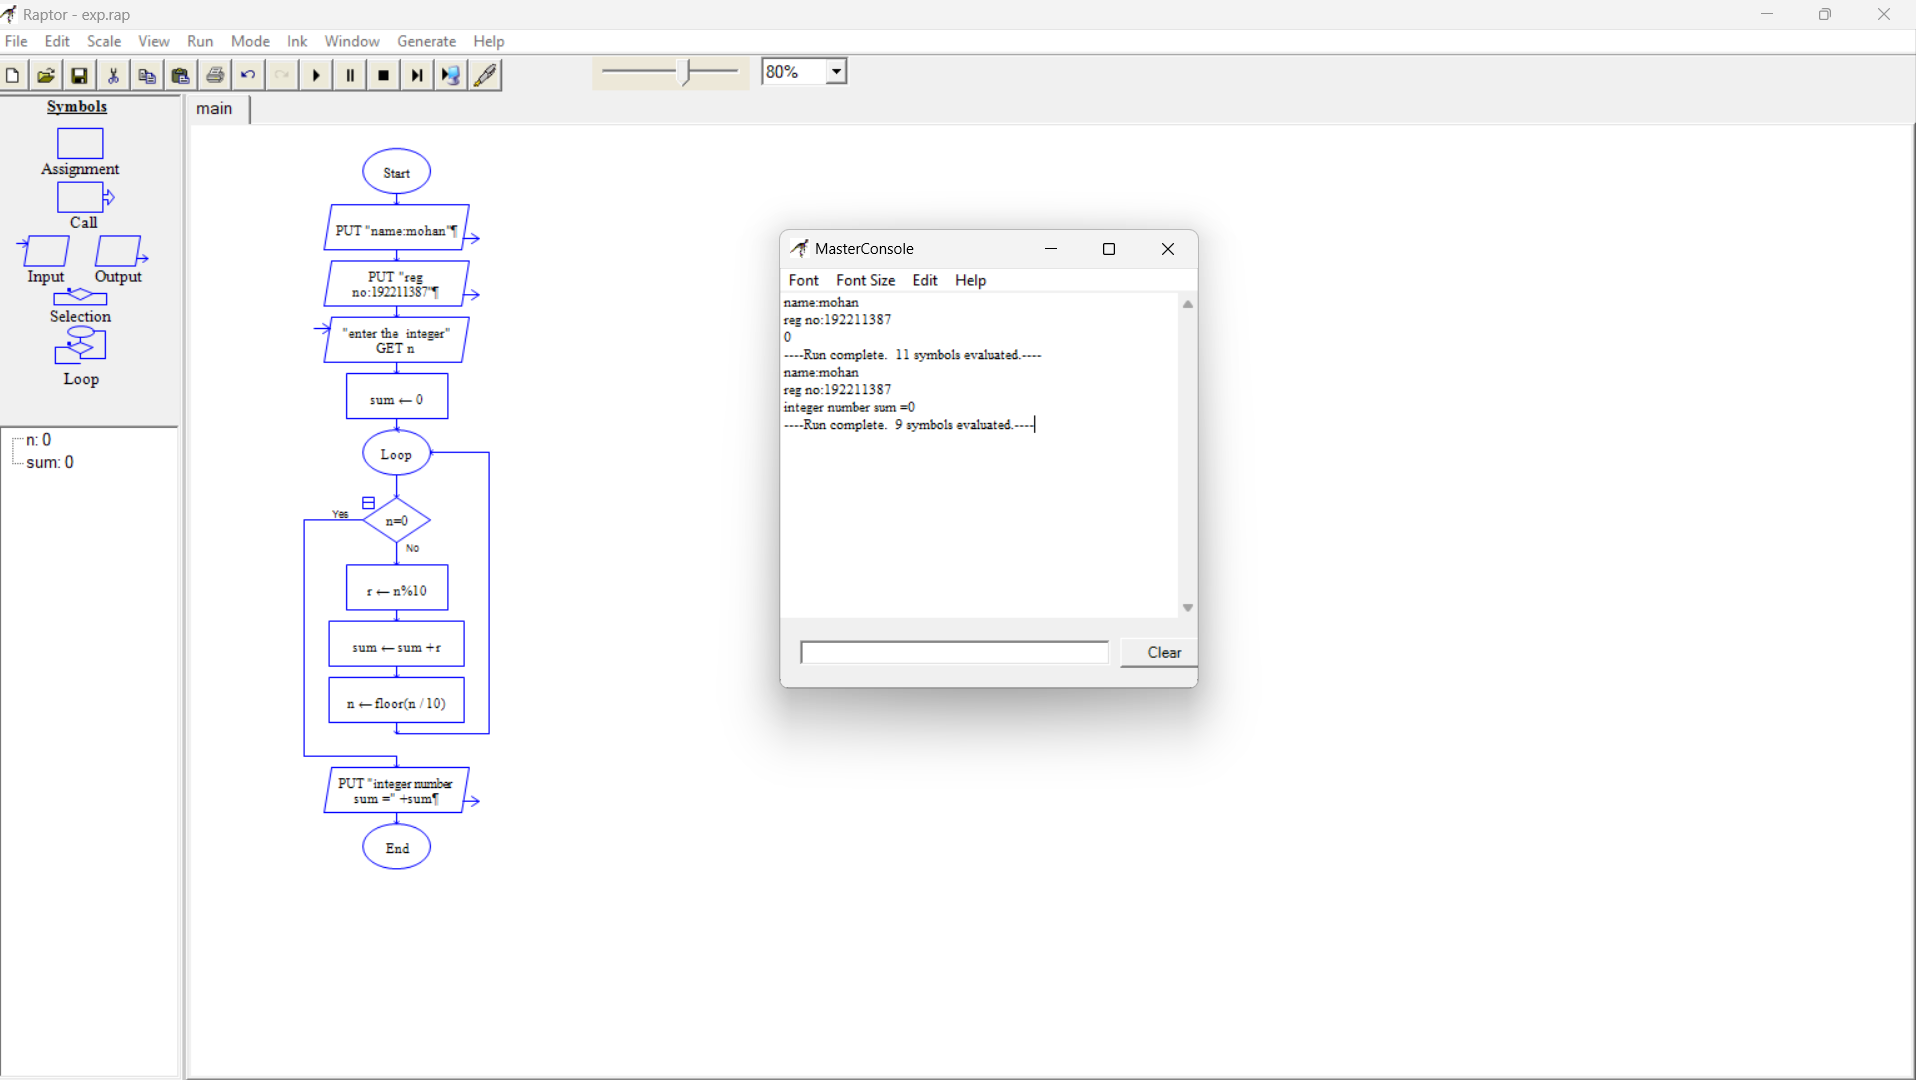 Raptor - exp.rap
File Edit Scale View Run Mode Ink Window Generate Help
80%
Symbols
Assignment
Call
Input Output
Selection
Loop
n: 0
sum: 0
main
Start
PUT "name:mohan"¶
PUT "reg
no:192211387"¶
"enter the integer"
GET n
sum ← 0
Loop
Yes
n=0
No
r ← n%10
sum ← sum +r
n ← floor(n / 10)
PUT "integer number
sum =" +sum¶
End
MasterConsole
Font Font Size Edit Help
name:mohan
reg no:192211387
0
----Run complete. 11 symbols evaluated.----
name:mohan
reg no:192211387
integer number sum =0
----Run complete. 9 symbols evaluated.----
Clear